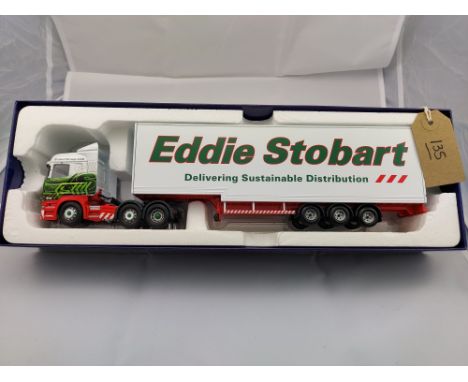 Eddie Stobart
Delivering Sustainable Distribution
135